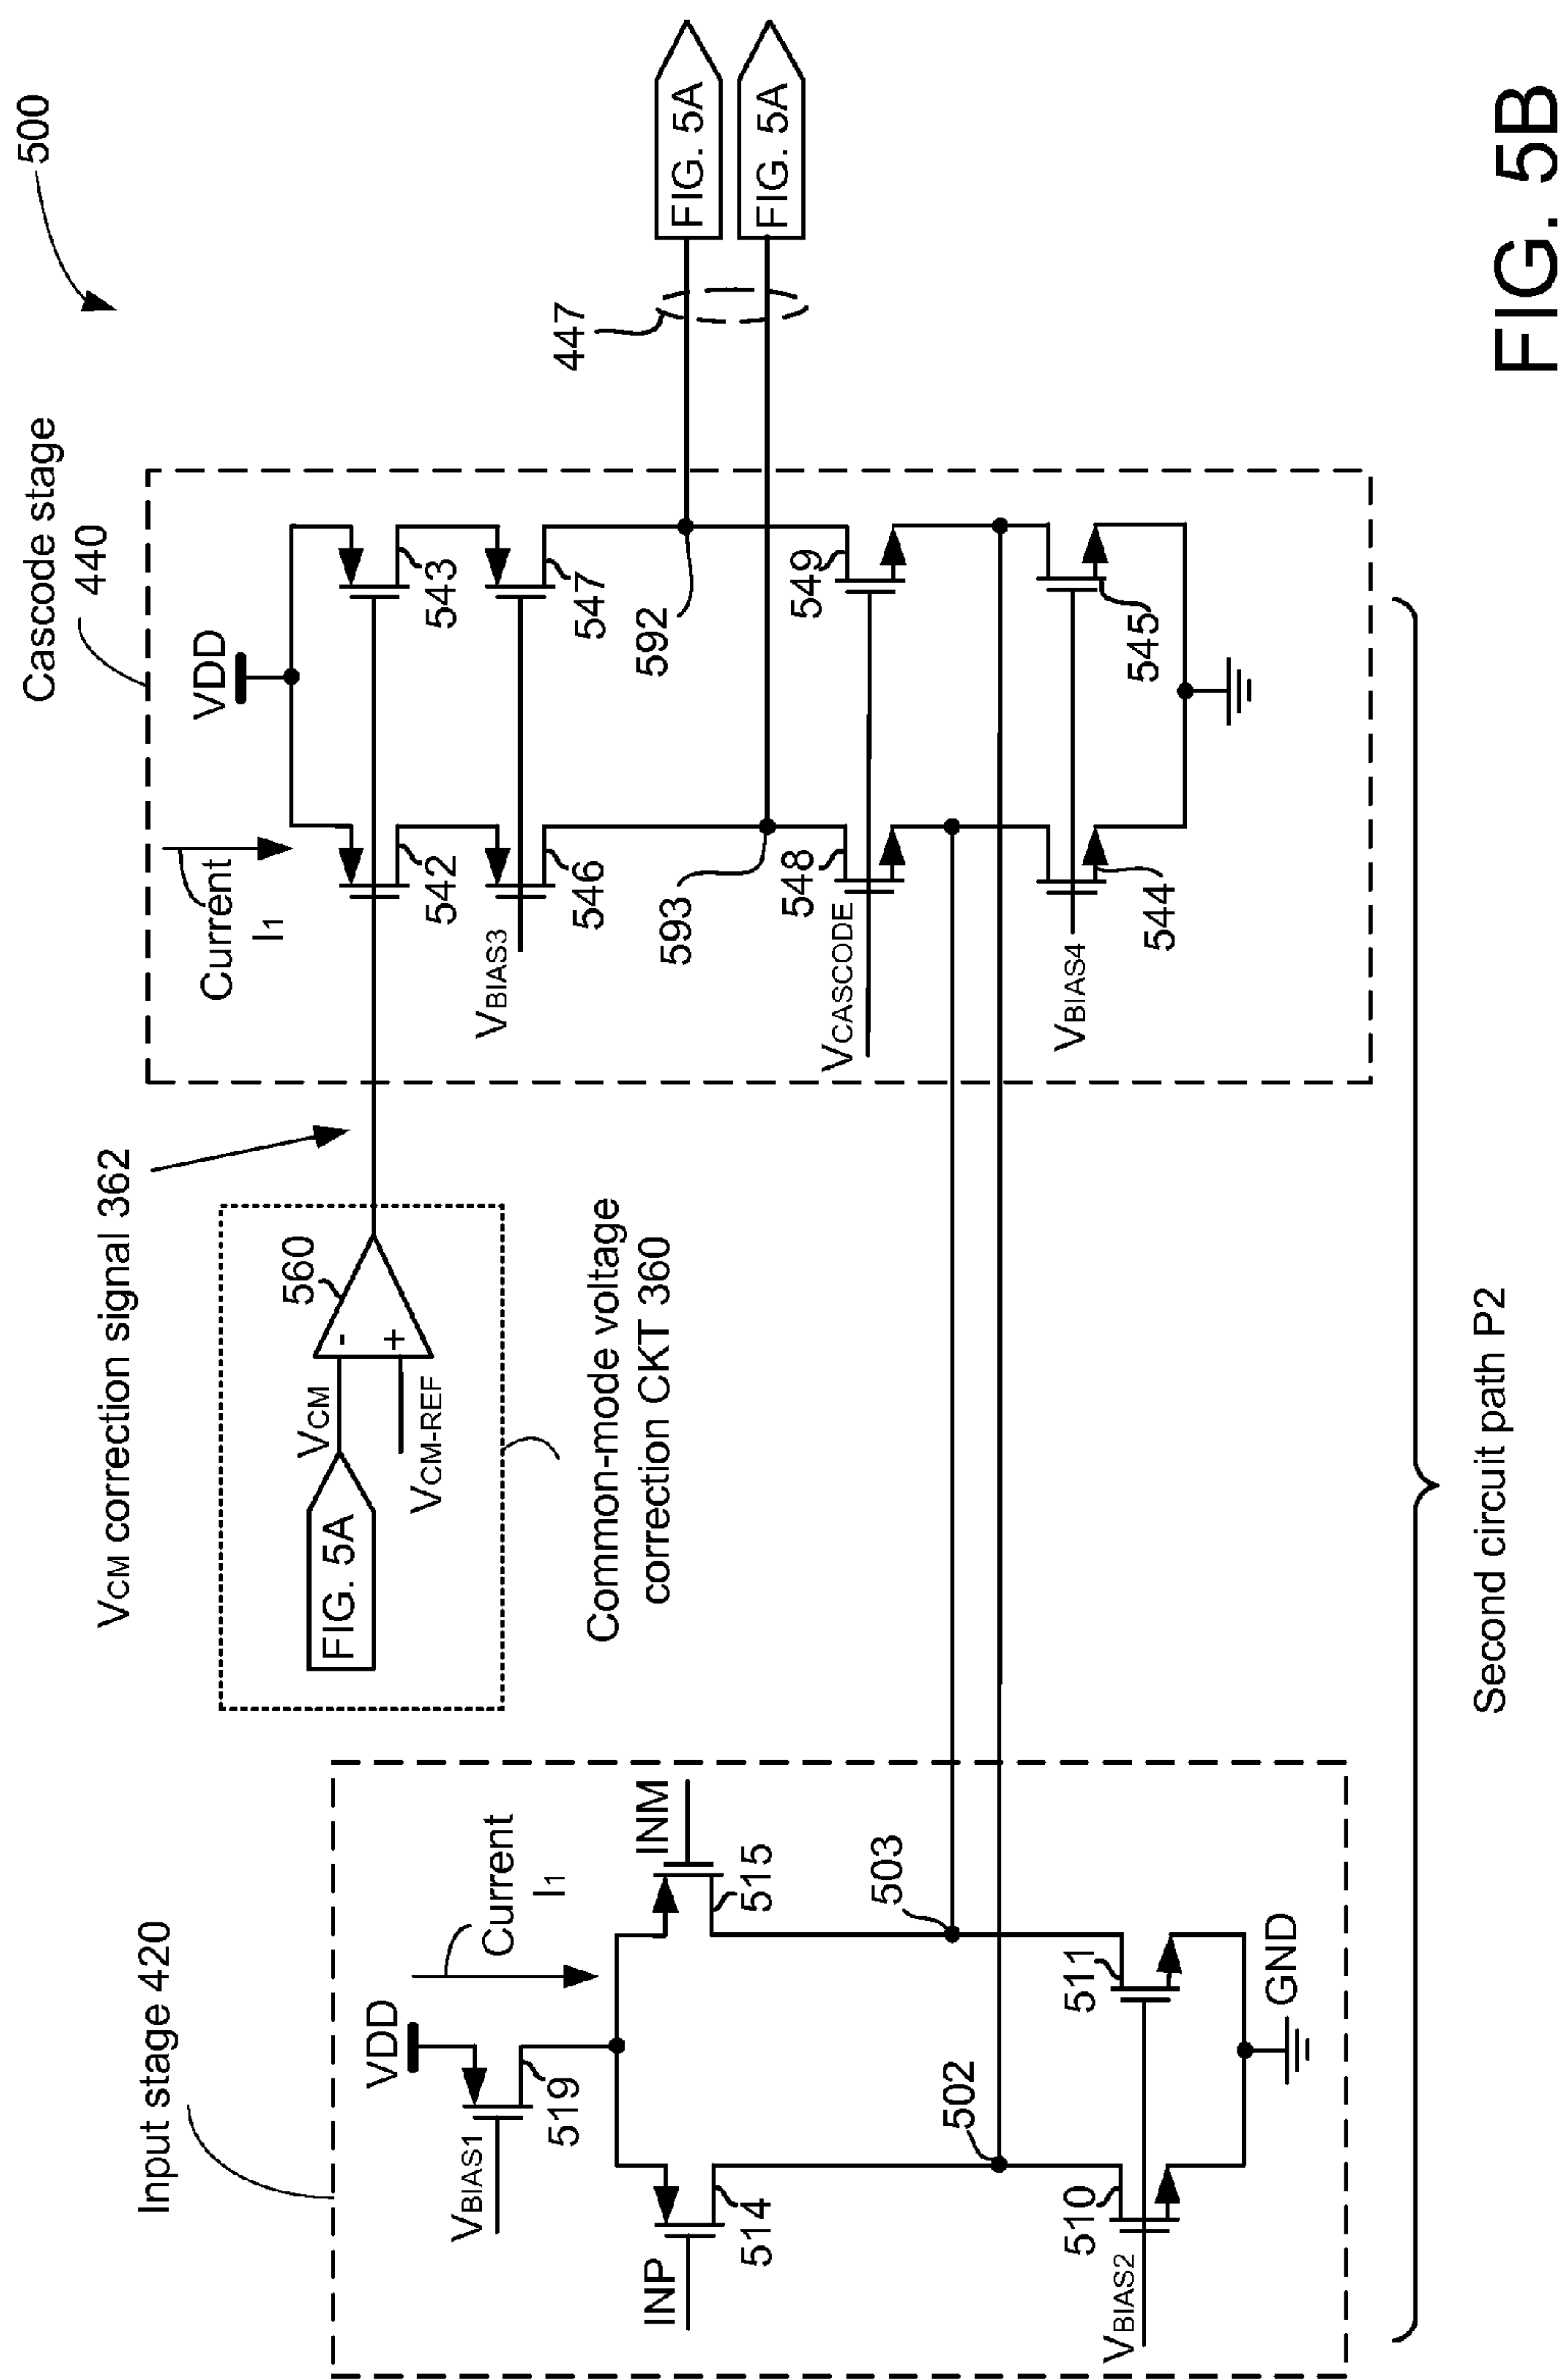 500
Cascode stage
440
Input stage 420
VCM correction signal 362
VDD
Current
I1
VBIAS1
519
INP
514
INM
515
502
503
510
511
VBIAS2
GND
FIG. 5A
VCM
VCM-REF
-
+
560
Common-mode voltage
correction CKT 360
VDD
Current
I1
542
543
VBIAS3
546
547
592
593
447
FIG. 5A
FIG. 5A
VCASCODE
548
549
VBIAS4
544
545
Second circuit path P2
FIG. 5B